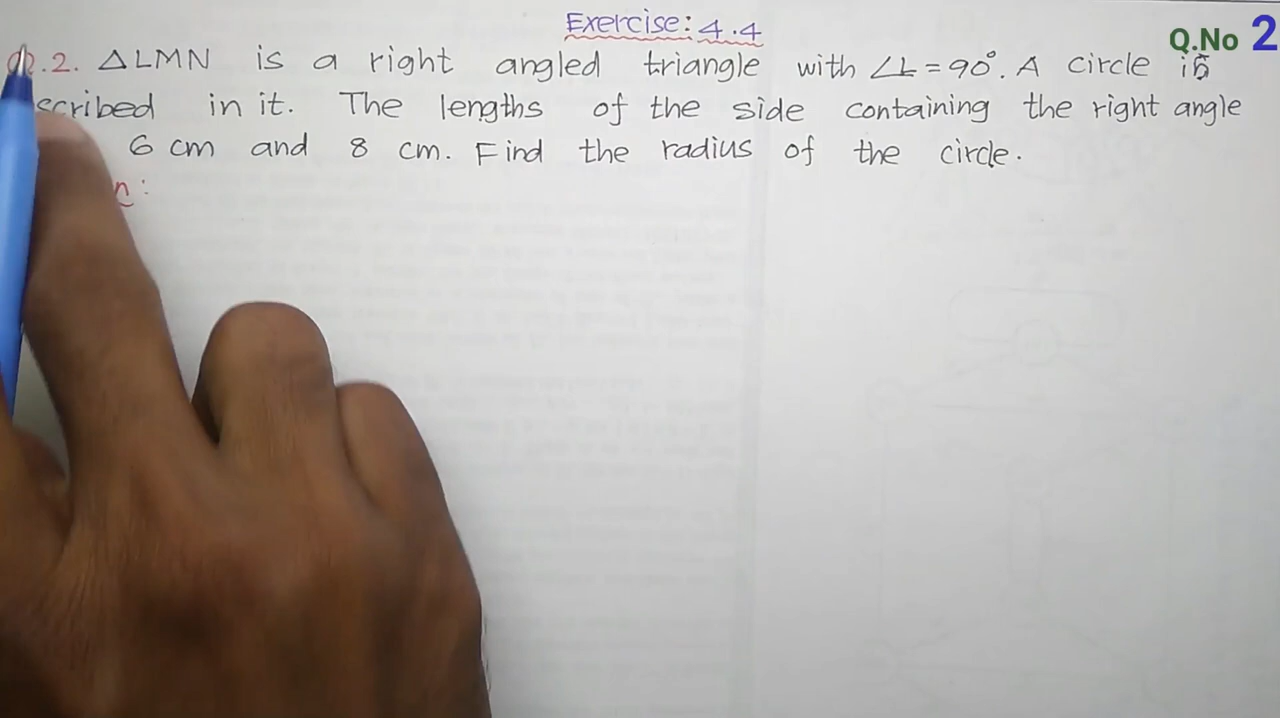 Exercise: 4.4
Q.No 2
Q.2. △LMN is a right angled triangle with ∠L=90°. A circle is
scribed in it. The lengths of the side containing the right angle
6 cm and 8 cm. Find the radius of the circle.
n: